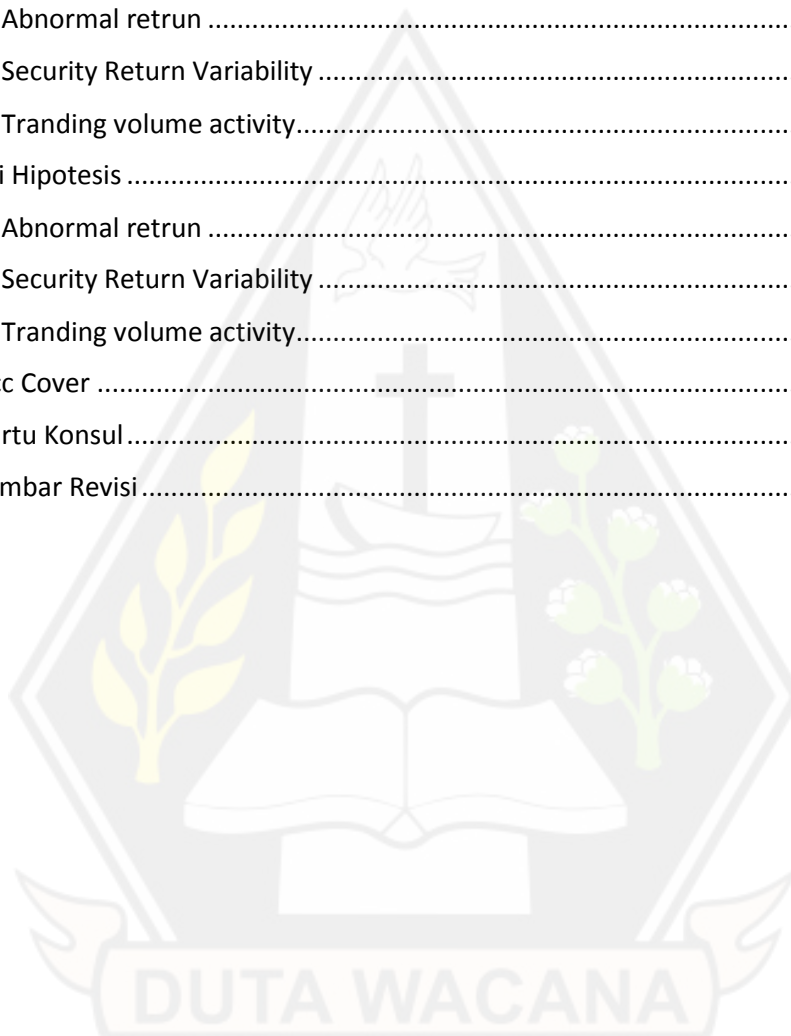 Abnormal retrun ................................................................................
Security Return Variability ................................................................
Tranding volume activity...................................................................
i Hipotesis ...........................................................................................
Abnormal retrun ................................................................................
Security Return Variability ................................................................
Tranding volume activity...................................................................
c Cover ................................................................................................
rtu Konsul ...........................................................................................
mbar Revisi .........................................................................................
DUTA WACANA